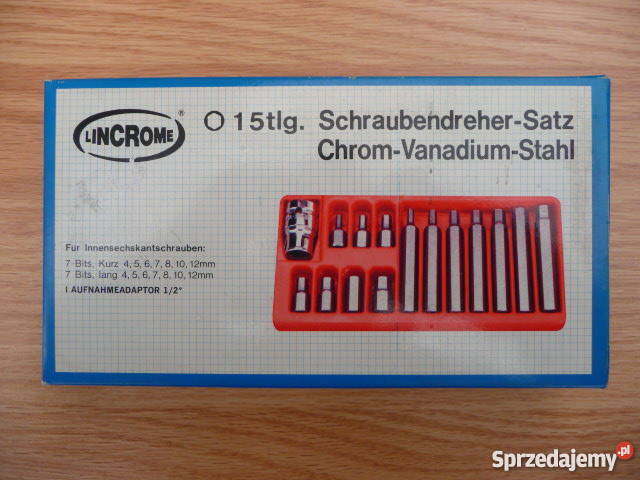 LINCROME ®
15tlg. Schraubendreher-Satz
Chrom-Vanadium-Stahl
Für Innensechskantschrauben:
7 Bits, Kurz 4, 5, 6, 7, 8, 10, 12mm
7 Bits, lang 4, 5, 6, 7, 8, 10, 12mm
I AUFNAHMEADAPTOR 1/2"
Sprzedajemy.pl